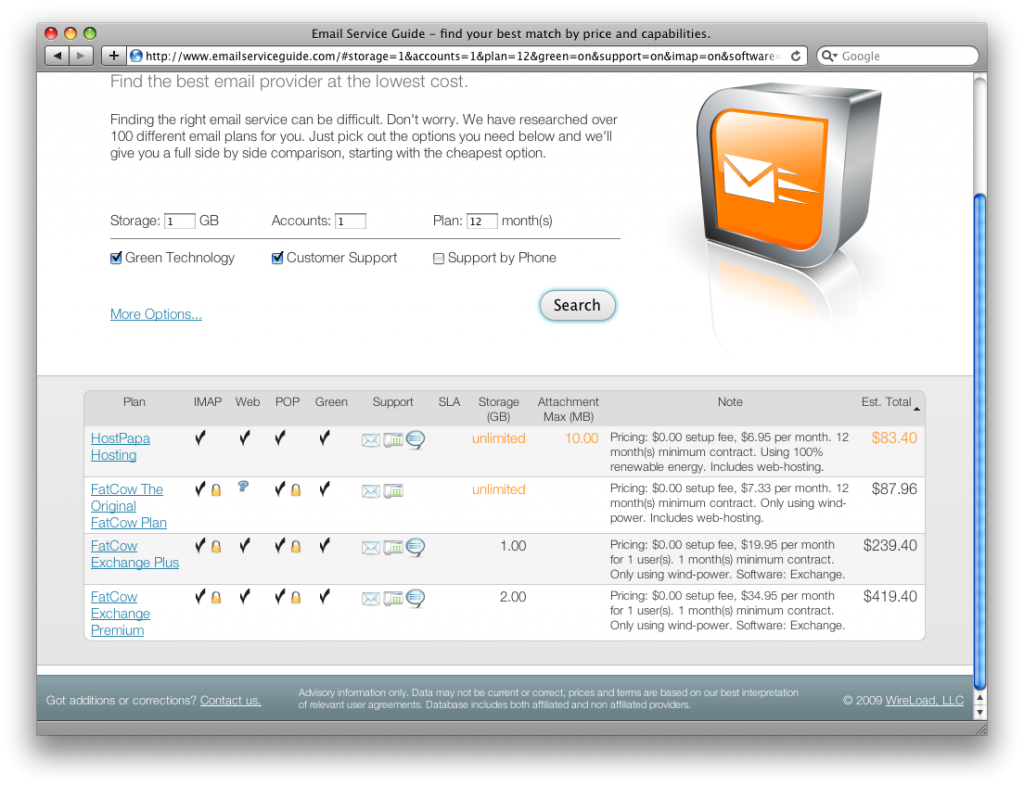 Email Service Guide – find your best match by price and capabilities.
http://www.emailserviceguide.com/#storage=1&accounts=1&plan=12&green=on&support=on&imap=on&software=
Google
Find the best email provider at the lowest cost.
Finding the right email service can be difficult. Don't worry. We have researched over
100 different email plans for you. Just pick out the options you need below and we'll
give you a full side by side comparison, starting with the cheapest option.
Storage: 1 GB Accounts: 1 Plan: 12 month(s)
Green Technology Customer Support Support by Phone
More Options... Search
Plan IMAP Web POP Green Support SLA Storage (GB) Attachment Max (MB) Note Est. Total
HostPapa Hosting unlimited 10.00 Pricing: $0.00 setup fee, $6.95 per month. 12 $83.40
month(s) minimum contract. Using 100%
renewable energy. Includes web-hosting.
FatCow The Original FatCow Plan unlimited Pricing: $0.00 setup fee, $7.33 per month. 12 $87.96
month(s) minimum contract. Only using wind-
power. Includes web-hosting.
FatCow Exchange Plus 1.00 Pricing: $0.00 setup fee, $19.95 per month $239.40
for 1 user(s). 1 month(s) minimum contract.
Only using wind-power. Software: Exchange.
FatCow Exchange Premium 2.00 Pricing: $0.00 setup fee, $34.95 per month $419.40
for 1 user(s). 1 month(s) minimum contract.
Only using wind-power. Software: Exchange.
Got additions or corrections? Contact us.
Advisory information only. Data may not be current or correct, prices and terms are based on our best interpretation
of relevant user agreements. Database includes both affiliated and non affiliated providers.
© 2009 WireLoad, LLC